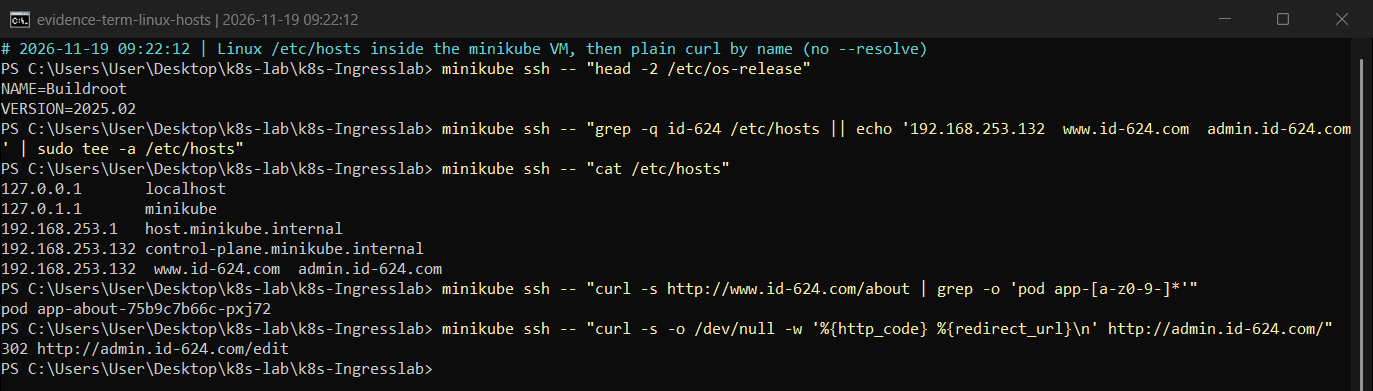 evidence-term-linux-hosts | 2026-11-19 09:22:12
# 2026-11-19 09:22:12 | Linux /etc/hosts inside the minikube VM, then plain curl by name (no --resolve)
PS C:\Users\User\Desktop\k8s-lab\k8s-Ingresslab> minikube ssh -- "head -2 /etc/os-release"
NAME=Buildroot
VERSION=2025.02
PS C:\Users\User\Desktop\k8s-lab\k8s-Ingresslab> minikube ssh -- "grep -q id-624 /etc/hosts || echo '192.168.253.132  www.id-624.com  admin.id-624.com
' | sudo tee -a /etc/hosts"
PS C:\Users\User\Desktop\k8s-lab\k8s-Ingresslab> minikube ssh -- "cat /etc/hosts"
127.0.0.1       localhost
127.0.1.1       minikube
192.168.253.1   host.minikube.internal
192.168.253.132 control-plane.minikube.internal
192.168.253.132  www.id-624.com  admin.id-624.com
PS C:\Users\User\Desktop\k8s-lab\k8s-Ingresslab> minikube ssh -- "curl -s http://www.id-624.com/about | grep -o 'pod app-[a-z0-9-]*'"
pod app-about-75b9c7b66c-pxj72
PS C:\Users\User\Desktop\k8s-lab\k8s-Ingresslab> minikube ssh -- "curl -s -o /dev/null -w '%{http_code} %{redirect_url}\n' http://admin.id-624.com/"
302 http://admin.id-624.com/edit
PS C:\Users\User\Desktop\k8s-lab\k8s-Ingresslab>